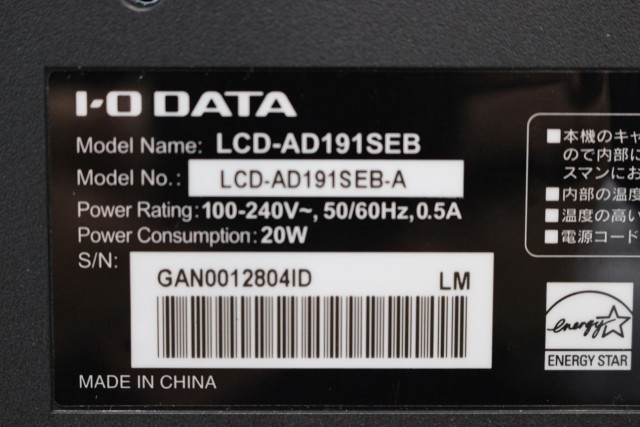 I-O DATA
Model Name: LCD-AD191SEB
Model No.: LCD-AD191SEB-A
Power Rating: 100-240V~, 50/60Hz, 0.5A
Power Consumption: 20W
S/N:
GAN0012804ID LM
MADE IN CHINA
■本機のキャ
ので内部に
スマンにお
■内部の温度
■温度の高い
■電源コード
energy
ENERGY STAR